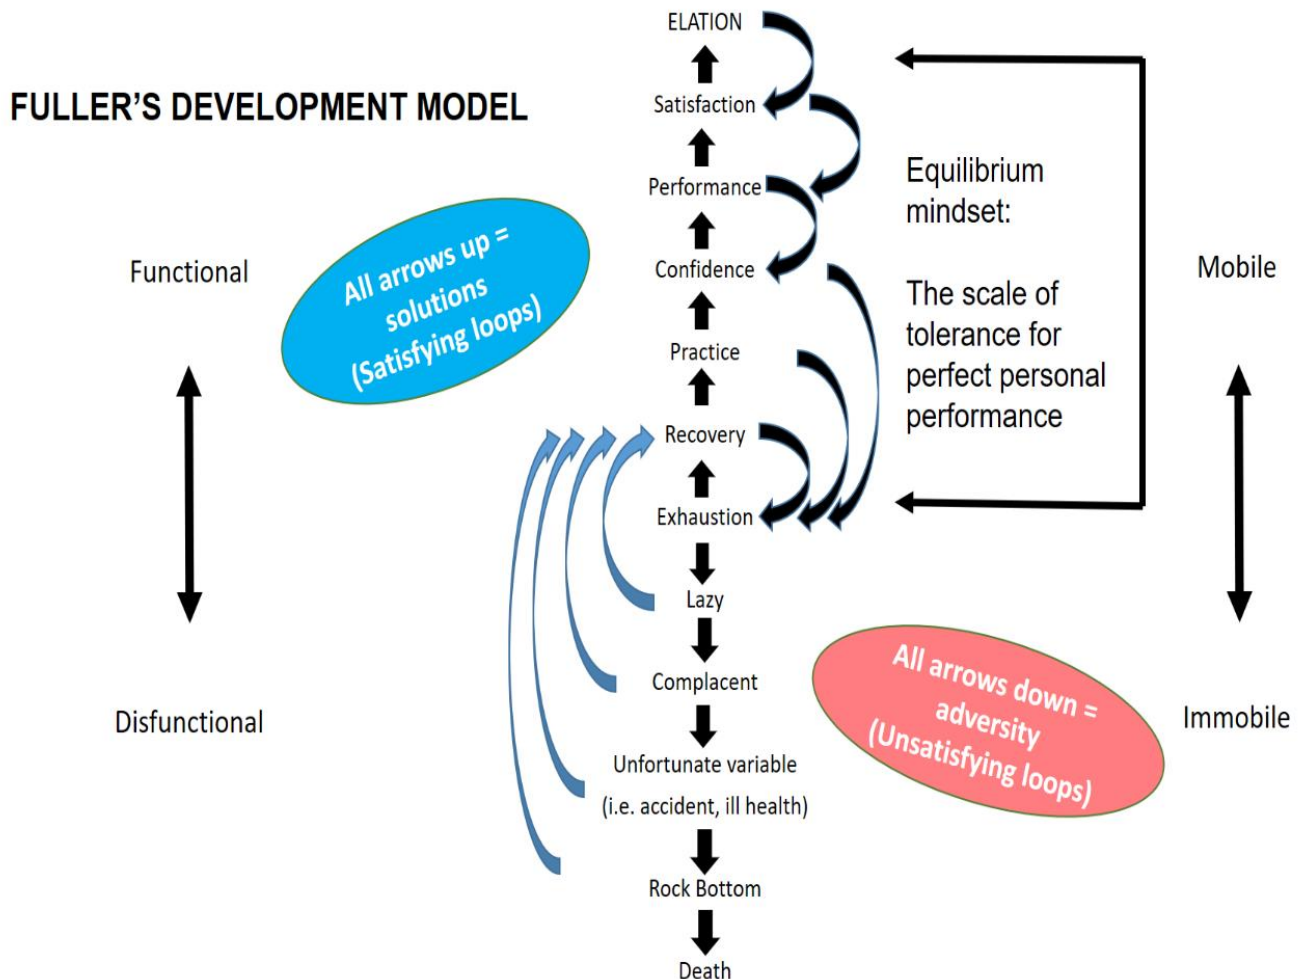 FULLER'S DEVELOPMENT MODEL
ELATION
Satisfaction
Performance
Confidence
Practice
Recovery
Exhaustion
Lazy
Complacent
Unfortunate variable
(i.e. accident, ill health)
Rock Bottom
Death
Functional
Disfunctional
All arrows up =
solutions
(Satisfying loops)
Equilibrium
mindset:
The scale of
tolerance for
perfect personal
performance
Mobile
Immobile
All arrows down =
adversity
(Unsatisfying loops)